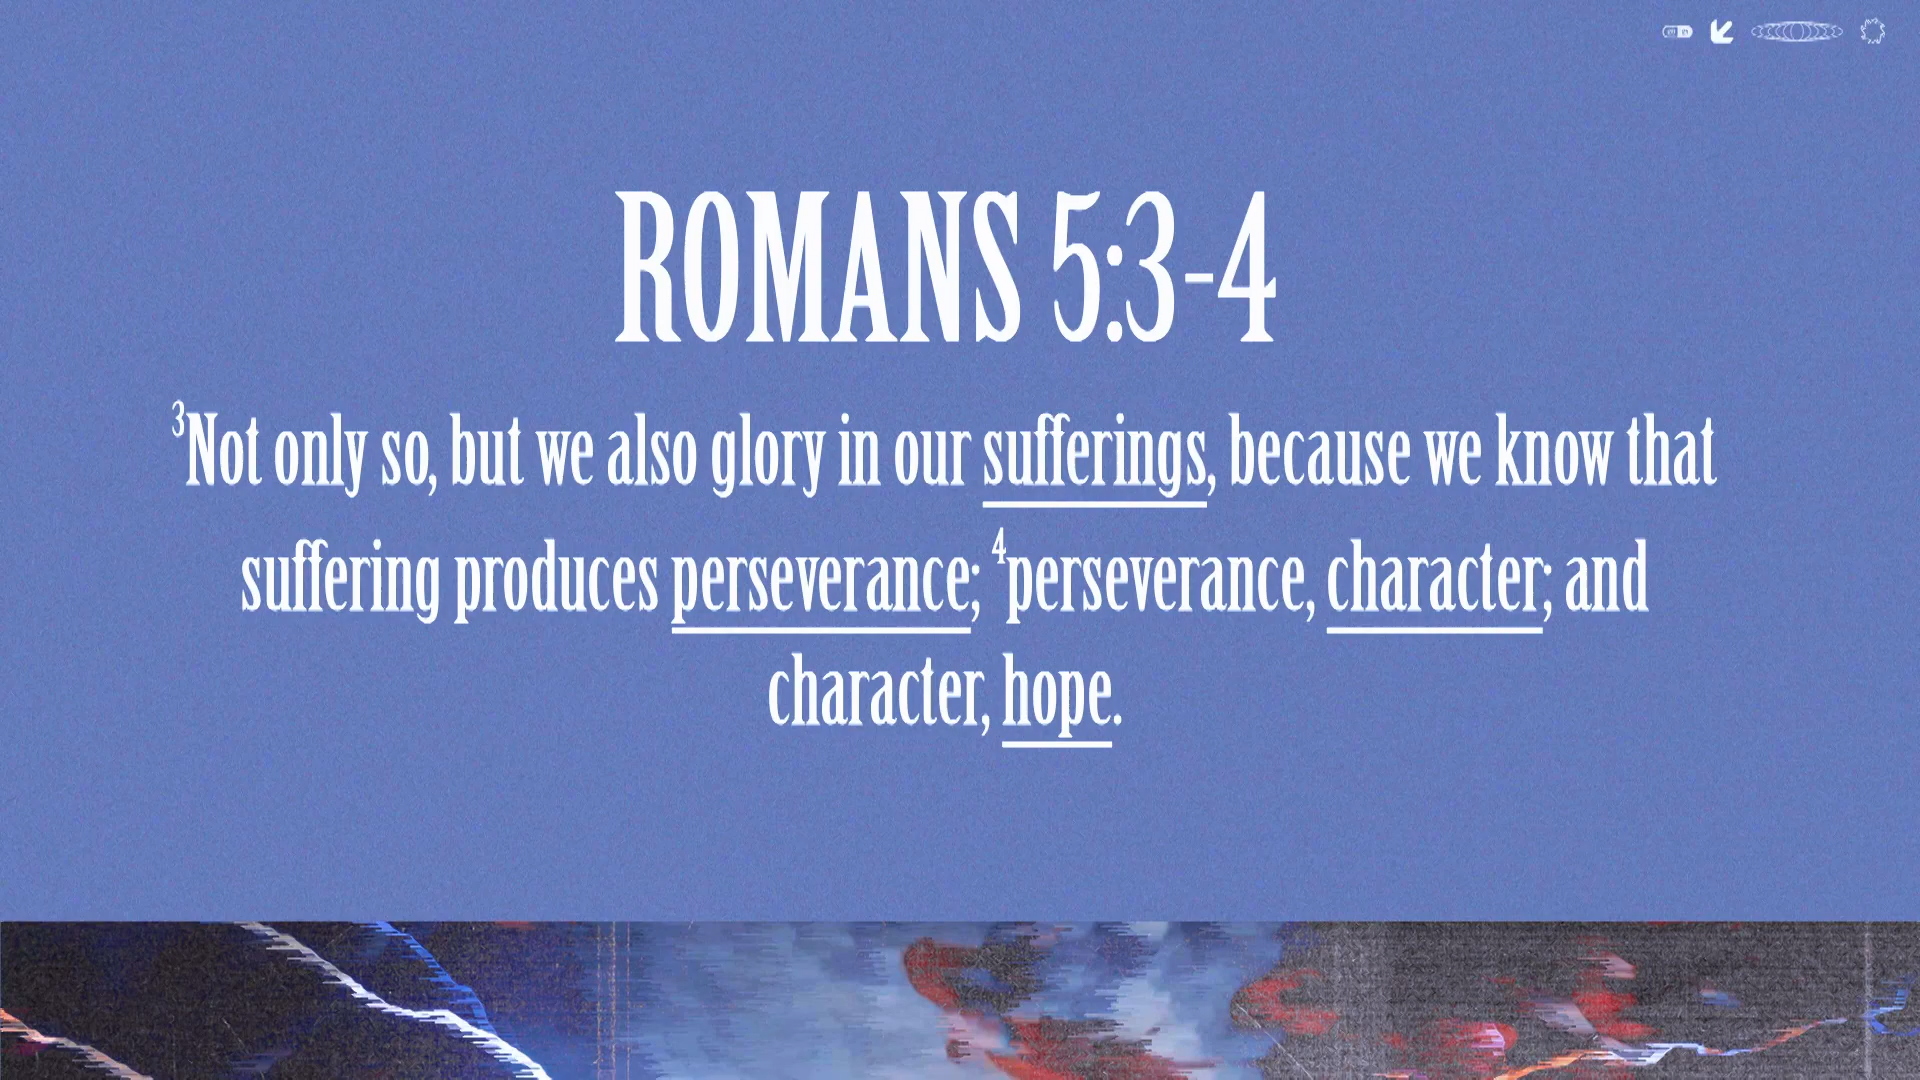 ROMANS 5:3-4
³Not only so, but we also glory in our sufferings, because we know that
suffering produces perseverance; ⁴perseverance, character; and
character, hope.